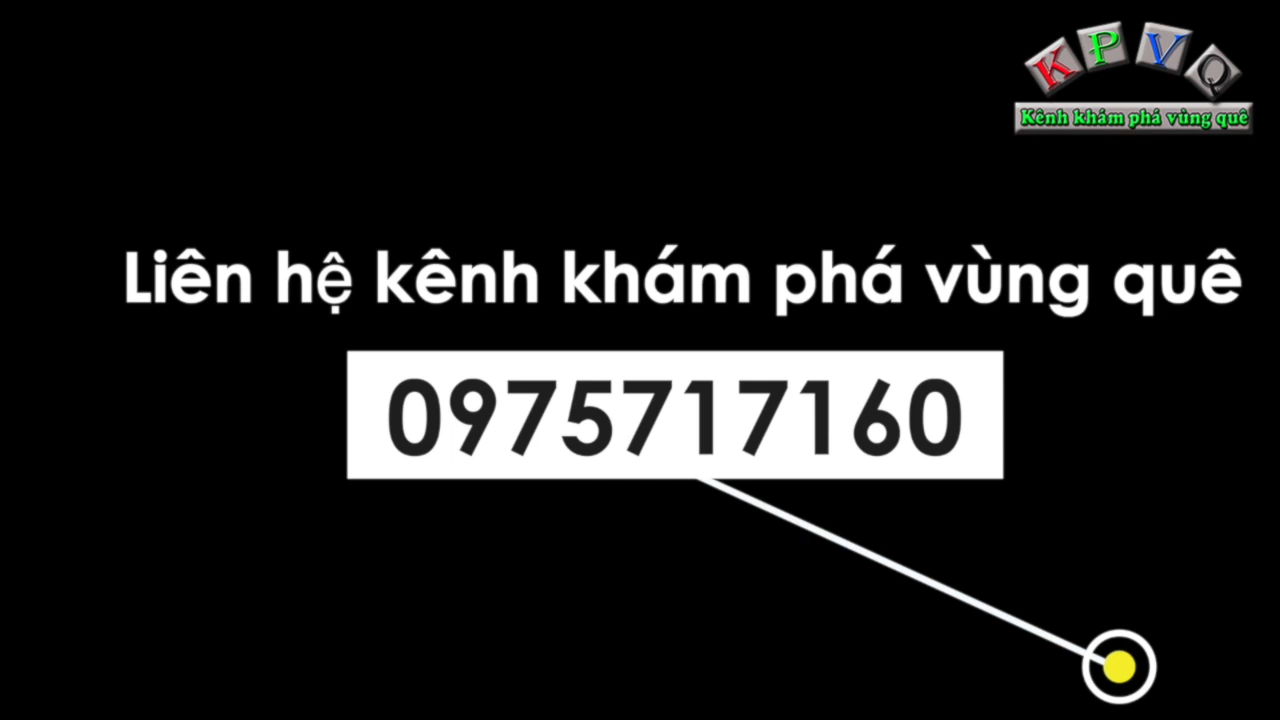 KPVQ
Kênh khám phá vùng quê
Liên hệ kênh khám phá vùng quê
0975717160